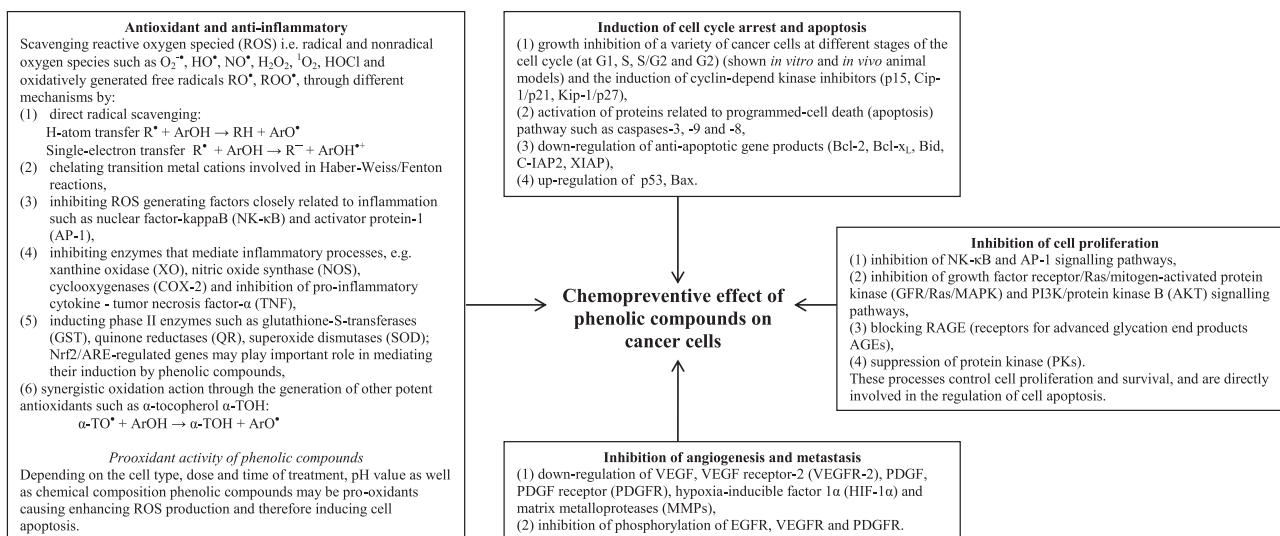 Antioxidant and anti-inflammatory
Scavenging reactive oxygen specied (ROS) i.e. radical and nonradical
oxygen species such as O₂⁻•, HO•, NO•, H₂O₂, ¹O₂, HOCl and
oxidatively generated free radicals RO•, ROO•, through different
mechanisms by:
(1) direct radical scavenging:
H-atom transfer R• + ArOH → RH + ArO•
Single-electron transfer R• + ArOH → R⁻ + ArOH•⁺
(2) chelating transition metal cations involved in Haber-Weiss/Fenton
reactions,
(3) inhibiting ROS generating factors closely related to inflammation
such as nuclear factor-kappaB (NK-κB) and activator protein-1
(AP-1),
(4) inhibiting enzymes that mediate inflammatory processes, e.g.
xanthine oxidase (XO), nitric oxide synthase (NOS),
cyclooxygenases (COX-2) and inhibition of pro-inflammatory
cytokine - tumor necrosis factor-α (TNF),
(5) inducting phase II enzymes such as glutathione-S-transferases
(GST), quinone reductases (QR), superoxide dismutases (SOD);
Nrf2/ARE-regulated genes may play important role in mediating
their induction by phenolic compounds,
(6) synergistic oxidation action through the generation of other potent
antioxidants such as α-tocopherol α-TOH:
α-TO• + ArOH → α-TOH + ArO•
Prooxidant activity of phenolic compounds
Depending on the cell type, dose and time of treatment, pH value as well
as chemical composition phenolic compounds may be pro-oxidants
causing enhancing ROS production and therefore inducing cell
apoptosis.
Induction of cell cycle arrest and apoptosis
(1) growth inhibition of a variety of cancer cells at different stages of the
cell cycle (at G1, S, S/G2 and G2) (shown in vitro and in vivo animal
models) and the induction of cyclin-depend kinase inhibitors (p15, Cip-
1/p21, Kip-1/p27),
(2) activation of proteins related to programmed-cell death (apoptosis)
pathway such as caspases-3, -9 and -8,
(3) down-regulation of anti-apoptotic gene products (Bcl-2, Bcl-xL, Bid,
C-IAP2, XIAP),
(4) up-regulation of p53, Bax.
Chemopreventive effect of
phenolic compounds on
cancer cells
Inhibition of cell proliferation
(1) inhibition of NK-κB and AP-1 signalling pathways,
(2) inhibition of growth factor receptor/Ras/mitogen-activated protein
kinase (GFR/Ras/MAPK) and PI3K/protein kinase B (AKT) signalling
pathways,
(3) blocking RAGE (receptors for advanced glycation end products
AGEs),
(4) suppression of protein kinase (PKs).
These processes control cell proliferation and survival, and are directly
involved in the regulation of cell apoptosis.
Inhibition of angiogenesis and metastasis
(1) down-regulation of VEGF, VEGF receptor-2 (VEGFR-2), PDGF,
PDGF receptor (PDGFR), hypoxia-inducible factor 1α (HIF-1α) and
matrix metalloproteases (MMPs),
(2) inhibition of phosphorylation of EGFR, VEGFR and PDGFR.